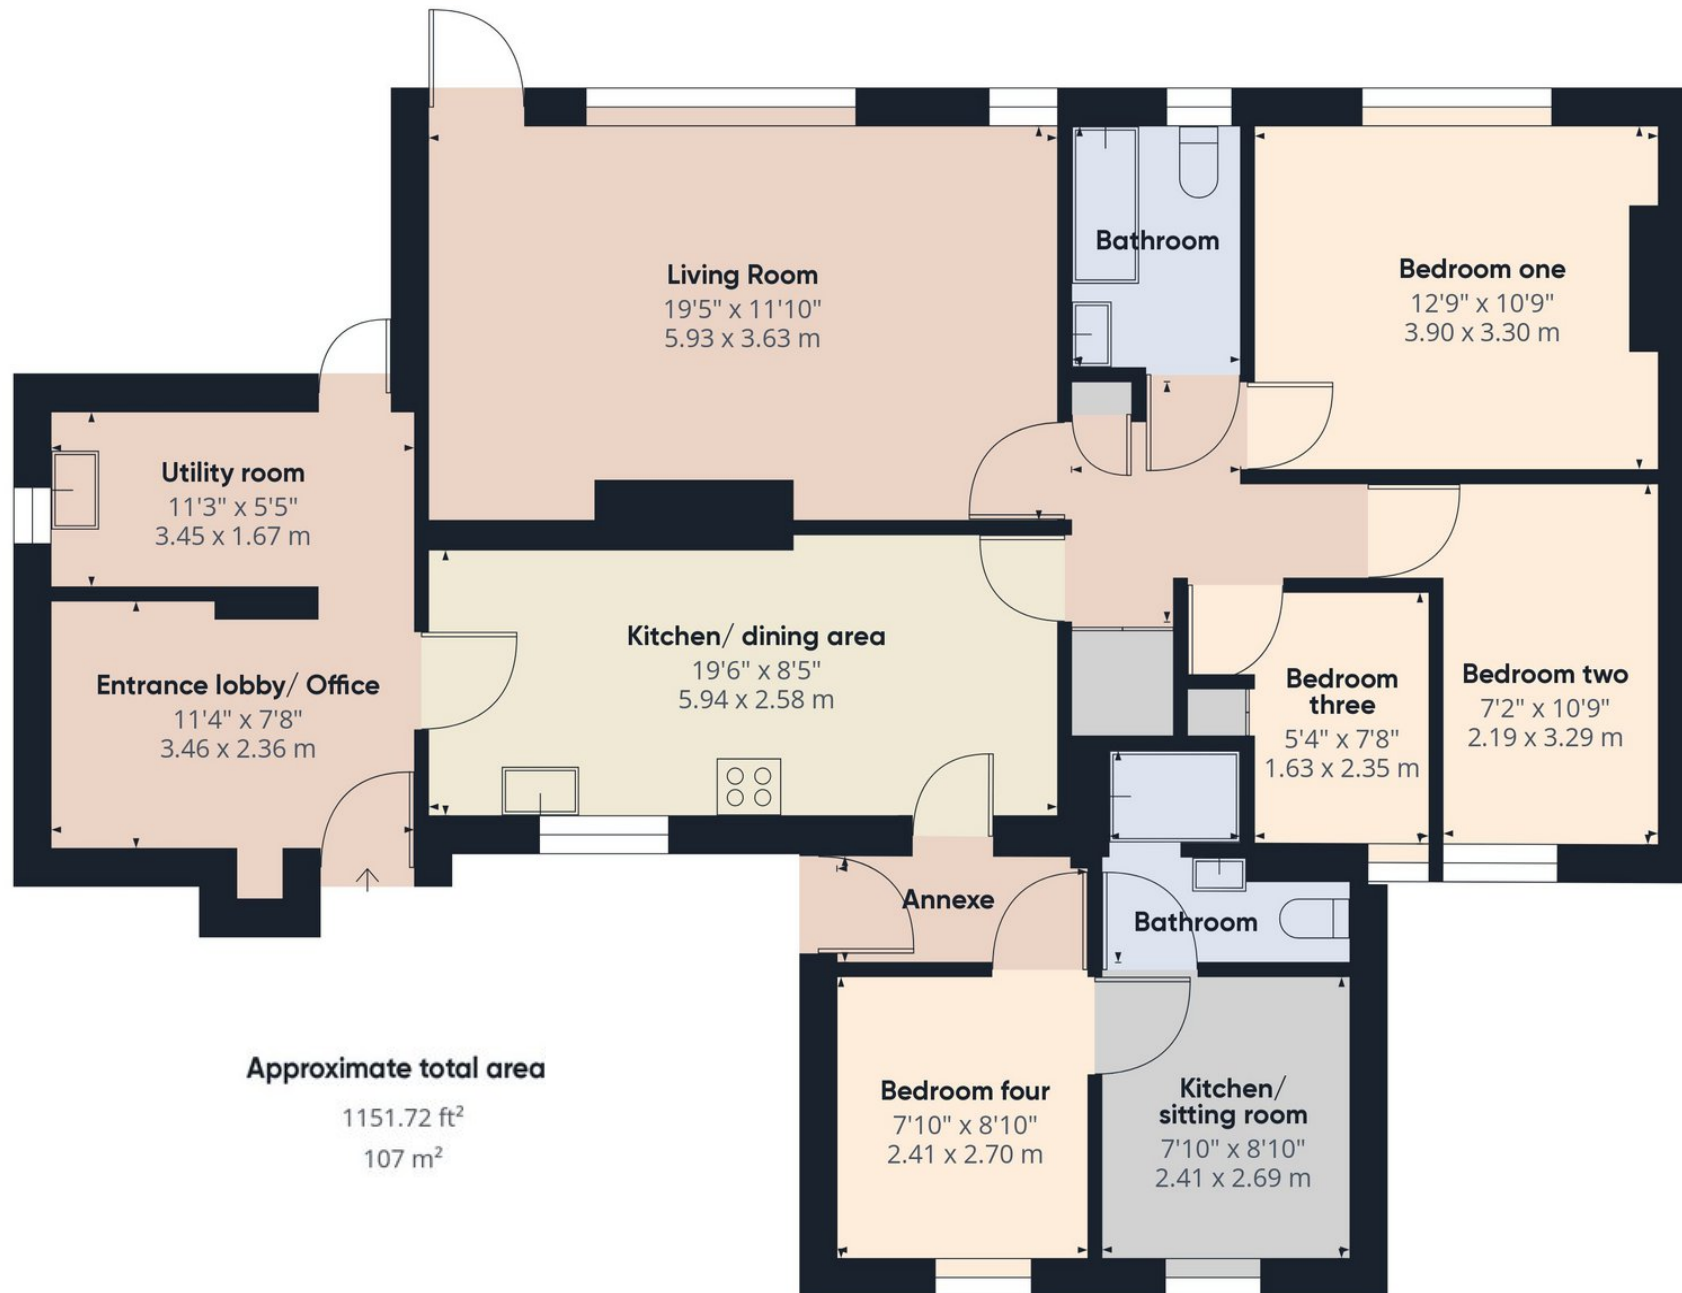 Living Room
19'5" x 11'10"
5.93 x 3.63 m
Bathroom
Bedroom one
12'9" x 10'9"
3.90 x 3.30 m
Utility room
11'3" x 5'5"
3.45 x 1.67 m
Entrance lobby/ Office
11'4" x 7'8"
3.46 x 2.36 m
Kitchen/ dining area
19'6" x 8'5"
5.94 x 2.58 m
Bedroom
three
5'4" x 7'8"
1.63 x 2.35 m
Bedroom two
7'2" x 10'9"
2.19 x 3.29 m
Annexe
Bathroom
Bedroom four
7'10" x 8'10"
2.41 x 2.70 m
Kitchen/
sitting room
7'10" x 8'10"
2.41 x 2.69 m
Approximate total area
1151.72 ft²
107 m²